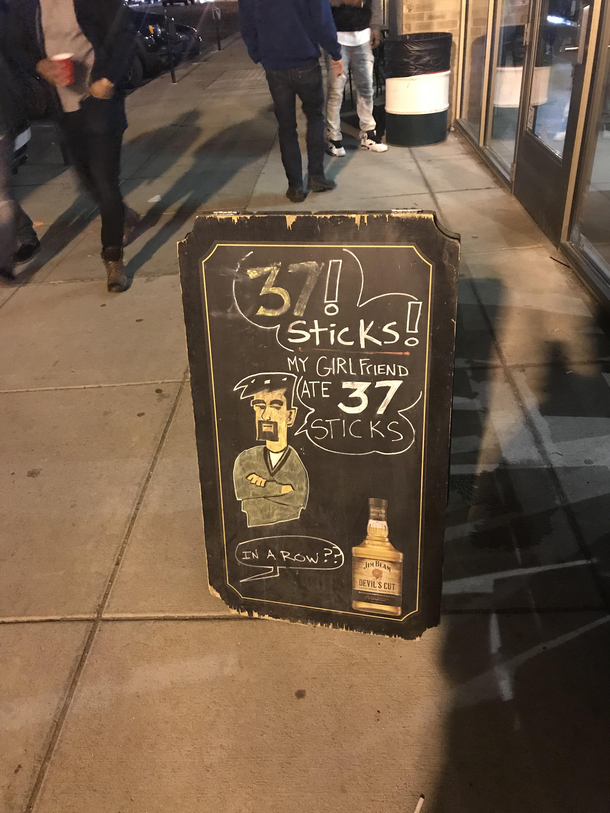 37!
STICKS!
MY GIRLFRIEND
ATE 37
STICKS
IN A ROW??
JIM BEAM
DEVIL'S CUT